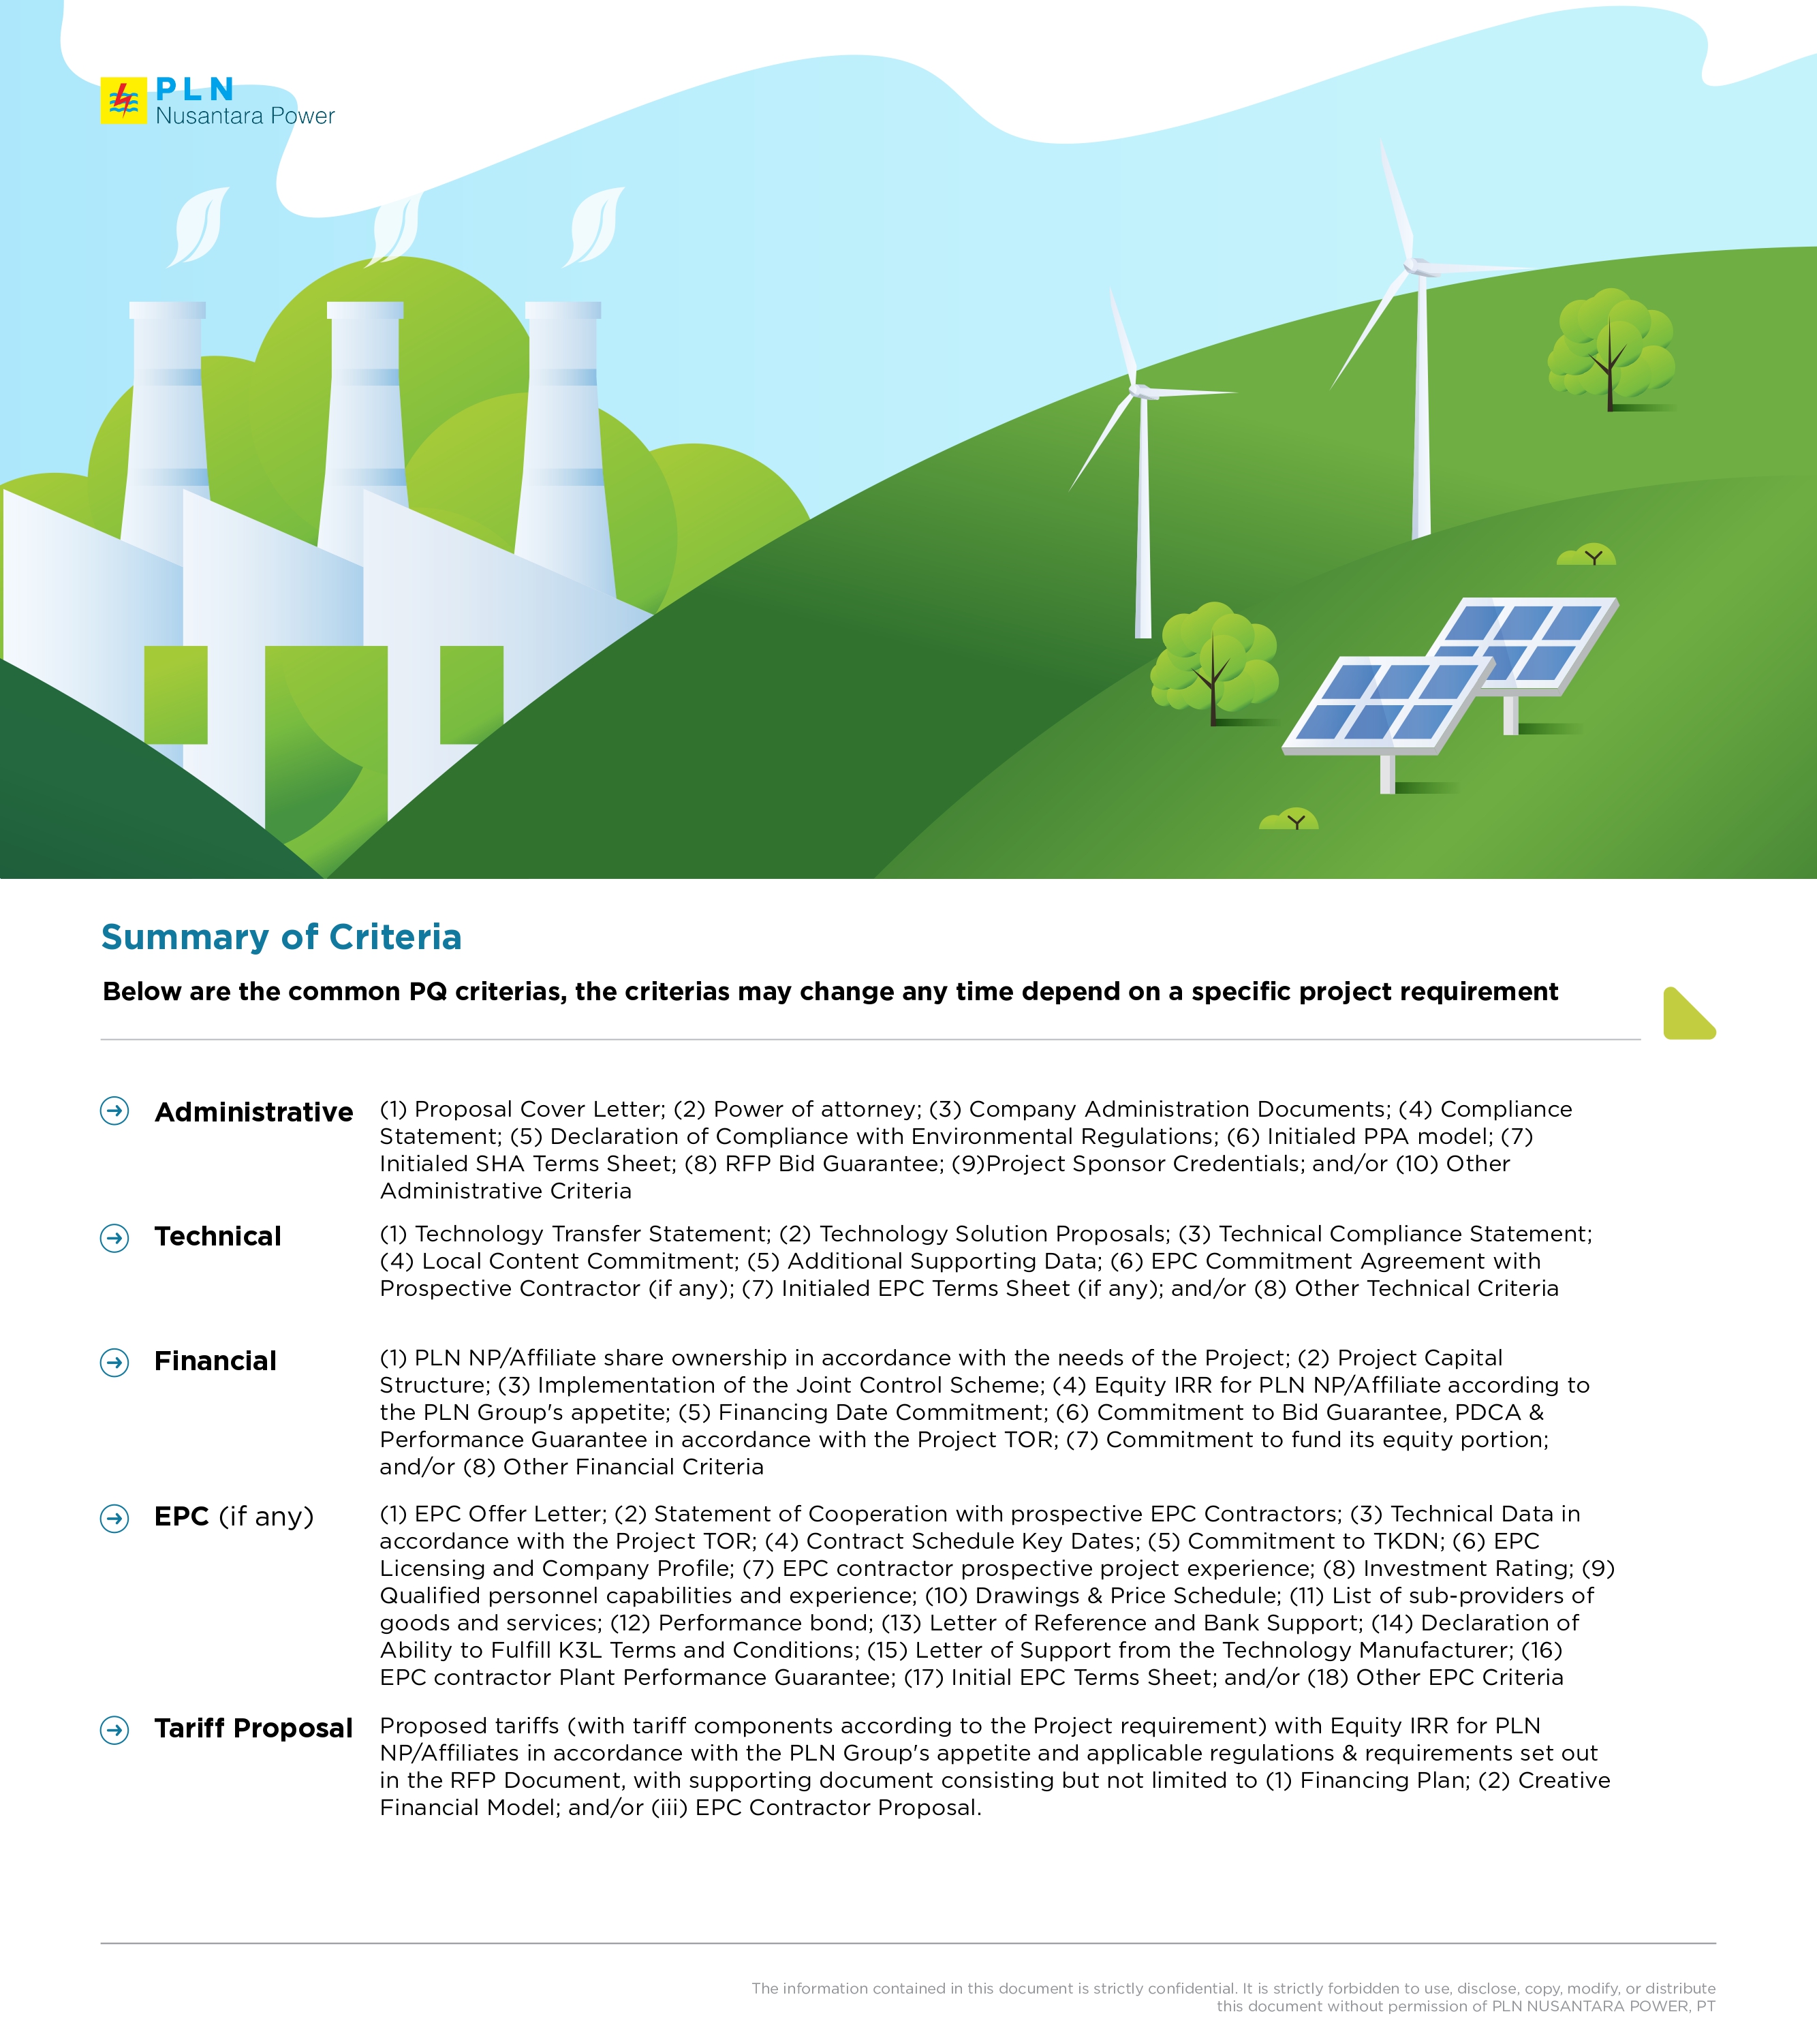 PLN
Nusantara Power
Summary of Criteria
Below are the common PQ criterias, the criterias may change any time depend on a specific project requirement
Administrative
(1) Proposal Cover Letter; (2) Power of attorney; (3) Company Administration Documents; (4) Compliance
Statement; (5) Declaration of Compliance with Environmental Regulations; (6) Initialed PPA model; (7)
Initialed SHA Terms Sheet; (8) RFP Bid Guarantee; (9)Project Sponsor Credentials; and/or (10) Other
Administrative Criteria
Technical
(1) Technology Transfer Statement; (2) Technology Solution Proposals; (3) Technical Compliance Statement;
(4) Local Content Commitment; (5) Additional Supporting Data; (6) EPC Commitment Agreement with
Prospective Contractor (if any); (7) Initialed EPC Terms Sheet (if any); and/or (8) Other Technical Criteria
Financial
(1) PLN NP/Affiliate share ownership in accordance with the needs of the Project; (2) Project Capital
Structure; (3) Implementation of the Joint Control Scheme; (4) Equity IRR for PLN NP/Affiliate according to
the PLN Group's appetite; (5) Financing Date Commitment; (6) Commitment to Bid Guarantee, PDCA &
Performance Guarantee in accordance with the Project TOR; (7) Commitment to fund its equity portion;
and/or (8) Other Financial Criteria
EPC (if any)
(1) EPC Offer Letter; (2) Statement of Cooperation with prospective EPC Contractors; (3) Technical Data in
accordance with the Project TOR; (4) Contract Schedule Key Dates; (5) Commitment to TKDN; (6) EPC
Licensing and Company Profile; (7) EPC contractor prospective project experience; (8) Investment Rating; (9)
Qualified personnel capabilities and experience; (10) Drawings & Price Schedule; (11) List of sub-providers of
goods and services; (12) Performance bond; (13) Letter of Reference and Bank Support; (14) Declaration of
Ability to Fulfill K3L Terms and Conditions; (15) Letter of Support from the Technology Manufacturer; (16)
EPC contractor Plant Performance Guarantee; (17) Initial EPC Terms Sheet; and/or (18) Other EPC Criteria
Tariff Proposal
Proposed tariffs (with tariff components according to the Project requirement) with Equity IRR for PLN
NP/Affiliates in accordance with the PLN Group's appetite and applicable regulations & requirements set out
in the RFP Document, with supporting document consisting but not limited to (1) Financing Plan; (2) Creative
Financial Model; and/or (iii) EPC Contractor Proposal.
The information contained in this document is strictly confidential. It is strictly forbidden to use, disclose, copy, modify, or distribute
this document without permission of PLN NUSANTARA POWER, PT